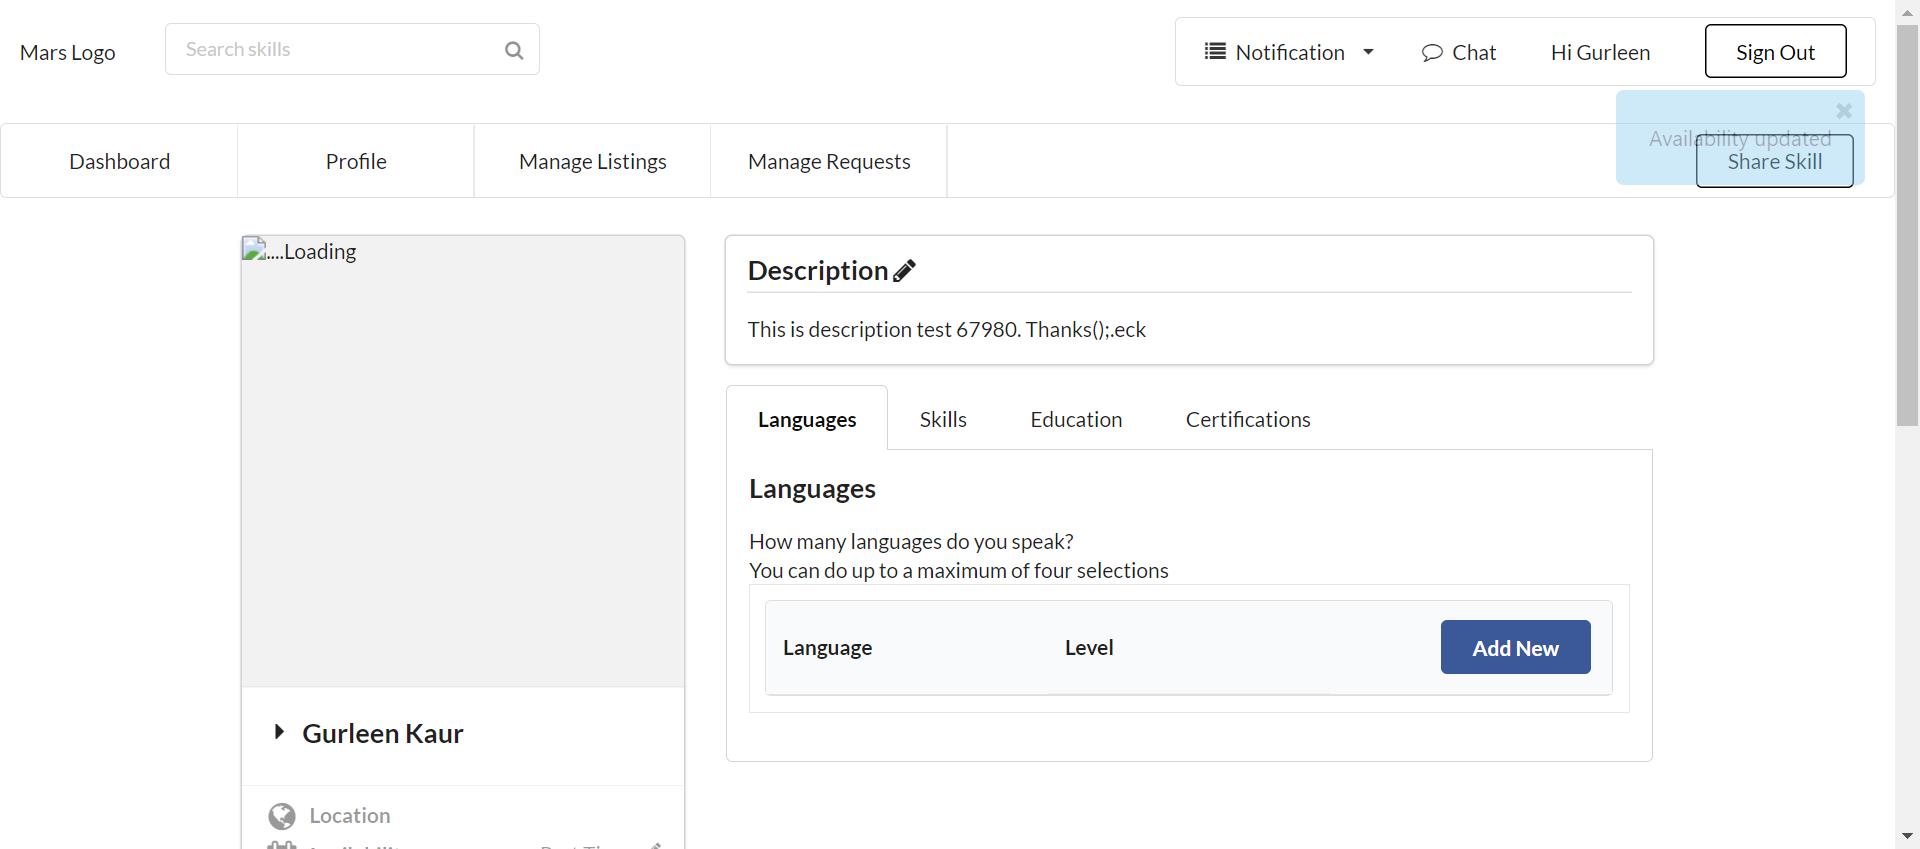 Mars Logo
Search skills
Notification
Chat
Hi Gurleen
Sign Out
Availability updated
Dashboard
Profile
Manage Listings
Manage Requests
Share Skill
....Loading
Description
This is description test 67980. Thanks();.eck
Languages
Skills
Education
Certifications
Languages
How many languages do you speak?
You can do up to a maximum of four selections
Language
Level
Add New
Gurleen Kaur
Location